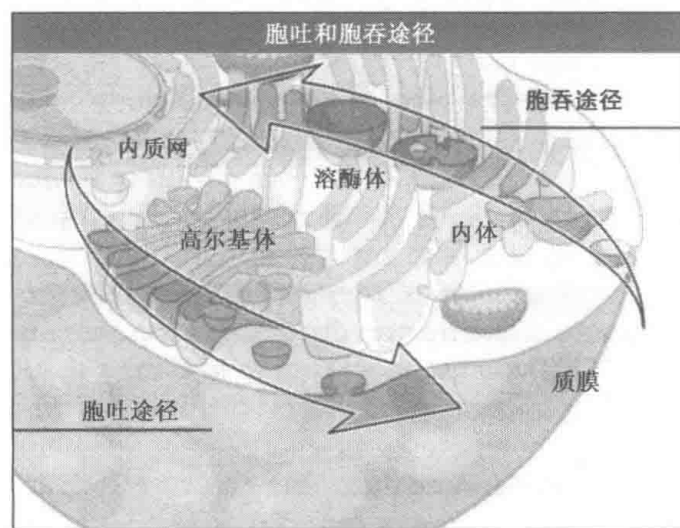 胞吐和胞吞途径
胞吞途径
内质网
溶酶体
高尔基体
内体
质膜
胞吐途径